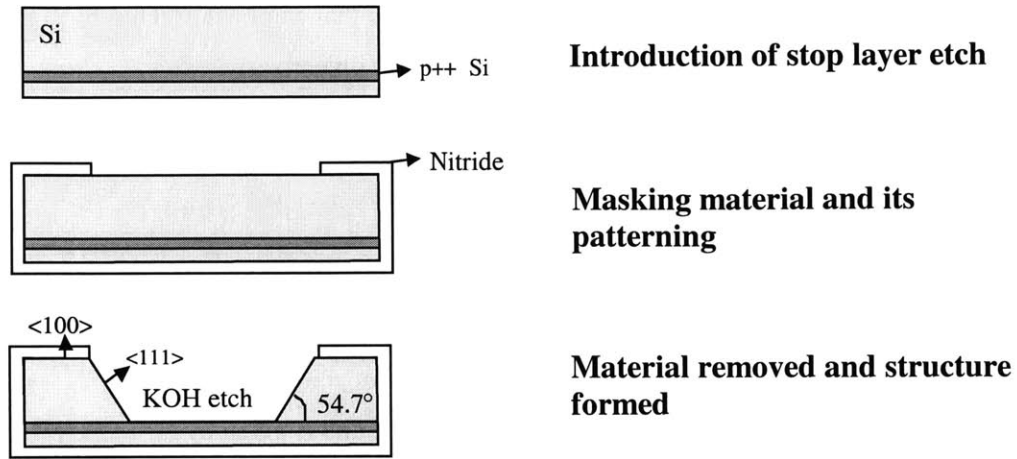 Si
p++ Si
Introduction of stop layer etch
Nitride
Masking material and its
patterning
<100>
<111>
KOH etch
54.7°
Material removed and structure
formed